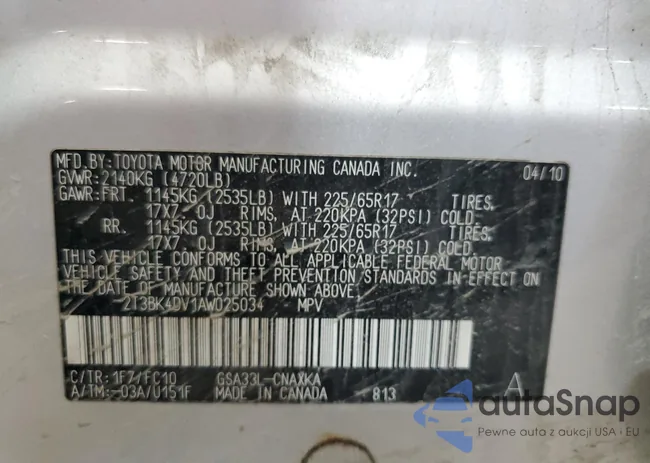 MFD.BY:TOYOTA MOTOR MANUFACTURING CANADA INC. 04/10
GVWR:2140KG (4720LB)
GAWR:FRT. 1145KG (2535LB) WITH 225/65R17 TIRES.
17X7.0J RIMS, AT 220KPA (32PSI) COLD.
RR. 1145KG (2535LB) WITH 225/65R17 TIRES.
17X7.0J RIMS, AT 220KPA (32PSI) COLD.
THIS VEHICLE CONFORMS TO ALL APPLICABLE FEDERAL MOTOR
VEHICLE SAFETY AND THEFT PREVENTION STANDARDS IN EFFECT ON
THE DATE OF MANUFACTURE SHOWN ABOVE.
2T3BK4DV1AW025034 MPV
C/TR:1F7/FC10 GSA33L-CNAXKA
A/TM:-03A/U151F MADE IN CANADA 813 A
autoSnap
Pewne auto z aukcji USA i EU